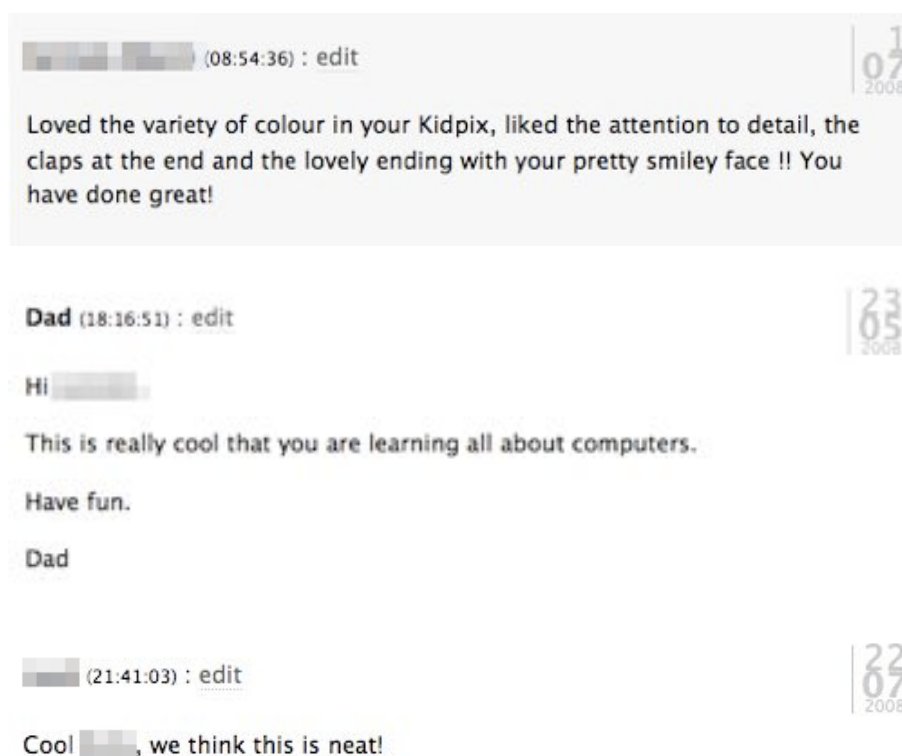 (08:54:36) : edit
1
07
2008
Loved the variety of colour in your Kidpix, liked the attention to detail, the
claps at the end and the lovely ending with your pretty smiley face !! You
have done great!
Dad (18:16:51) : edit
23
05
2008
Hi
This is really cool that you are learning all about computers.
Have fun.
Dad
(21:41:03) : edit
22
07
2008
Cool , we think this is neat!